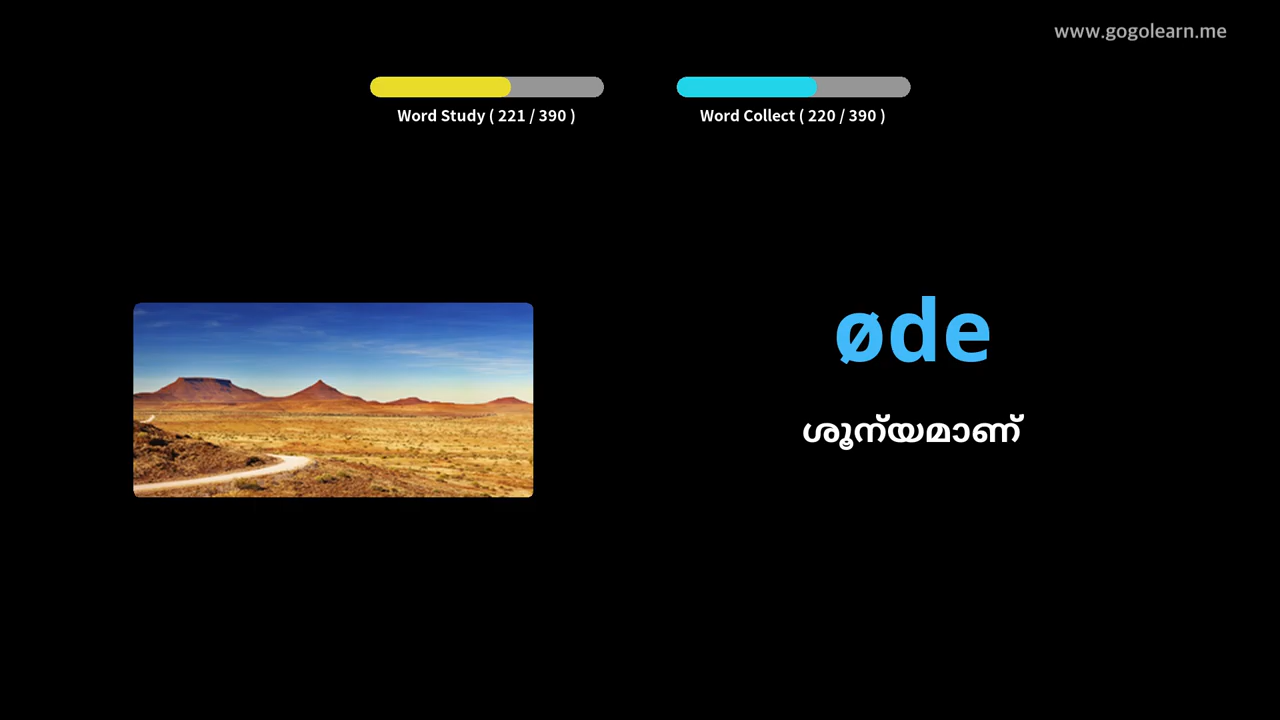 www.gogolearn.me
Word Study ( 221 / 390 )
Word Collect ( 220 / 390 )
øde
ശൂന്യമാണ്